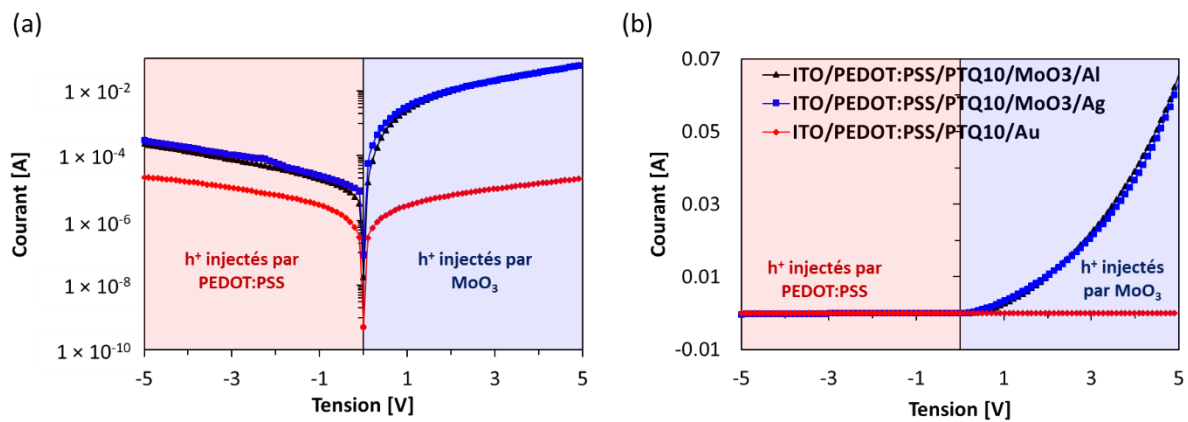 (a)
1 × 10⁻²
1 × 10⁻⁴
1 × 10⁻⁶
1 × 10⁻⁸
1 × 10⁻¹⁰
Courant [A]
h⁺ injectés par
PEDOT:PSS
h⁺ injectés par
MoO₃
-5
-3
-1
1
3
5
Tension [V]
(b)
0.07
0.05
0.03
0.01
-0.01
Courant [A]
ITO/PEDOT:PSS/PTQ10/MoO3/Al
ITO/PEDOT:PSS/PTQ10/MoO3/Ag
ITO/PEDOT:PSS/PTQ10/Au
h⁺ injectés par
PEDOT:PSS
h⁺ injectés
par MoO₃
-5
-3
-1
1
3
5
Tension [V]